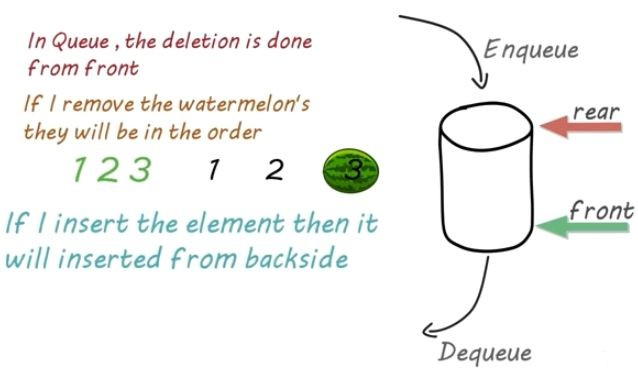 In Queue , the deletion is done
from front
If I remove the watermelon's
they will be in the order
1 2 3 1 2 3
If I insert the element then it
will inserted from backside
Enqueue
rear
front
Dequeue